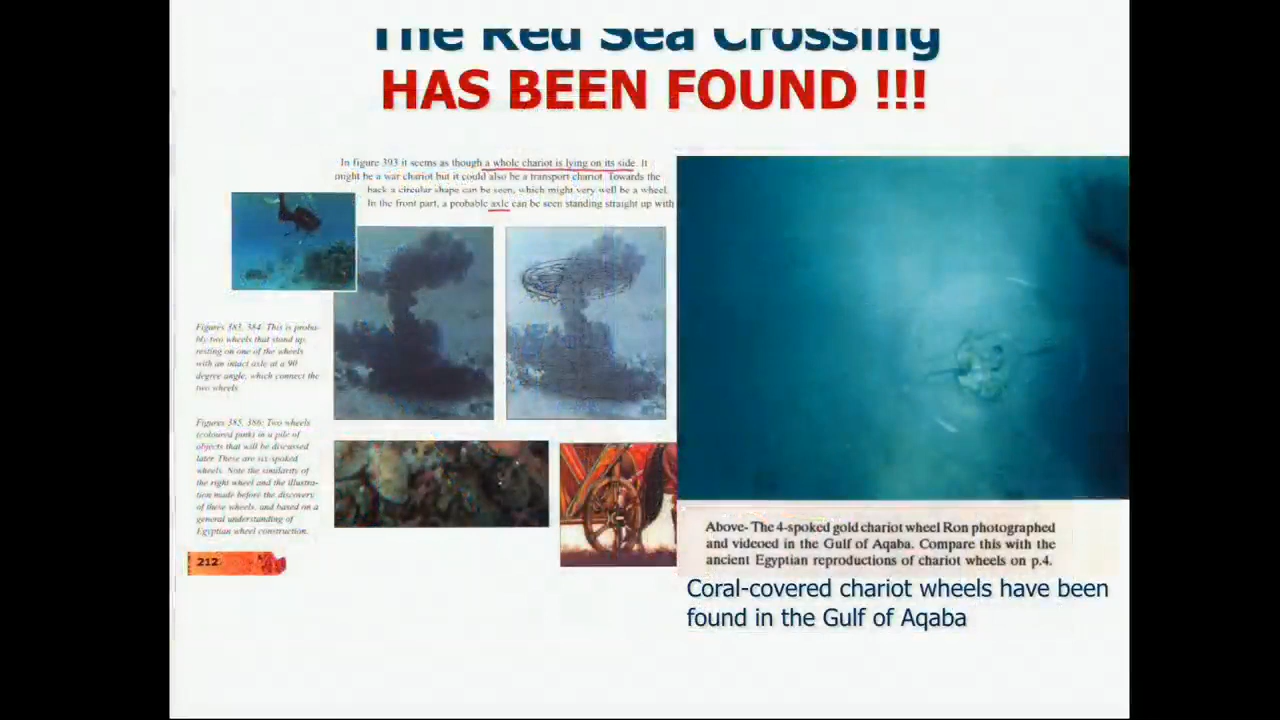 The Red Sea Crossing
HAS BEEN FOUND !!!
In figure 393 it seems as though a whole chariot is lying on its side. It
might be a war chariot but it could also be a transport chariot. Towards the
back a circular shape can be seen, which might very well be a wheel.
In the front part, a probable axle can be seen standing straight up with
Figures 383, 384: This is proba-
bly two wheels that stand up,
resting on one of the wheels
with an intact axle at a 90
degree angle, which connect the
two wheels.
Figures 385, 386: Two wheels
(coloured pink) in a pile of
objects that will be discussed
later. These are six-spoked
wheels. Note the similarity of
the right wheel and the illustra-
tion made before the discovery
of these wheels, and based on a
general understanding of
Egyptian wheel construction.
212
Above- The 4-spoked gold chariot wheel Ron photographed
and videoed in the Gulf of Aqaba. Compare this with the
ancient Egyptian reproductions of chariot wheels on p.4.
Coral-covered chariot wheels have been
found in the Gulf of Aqaba